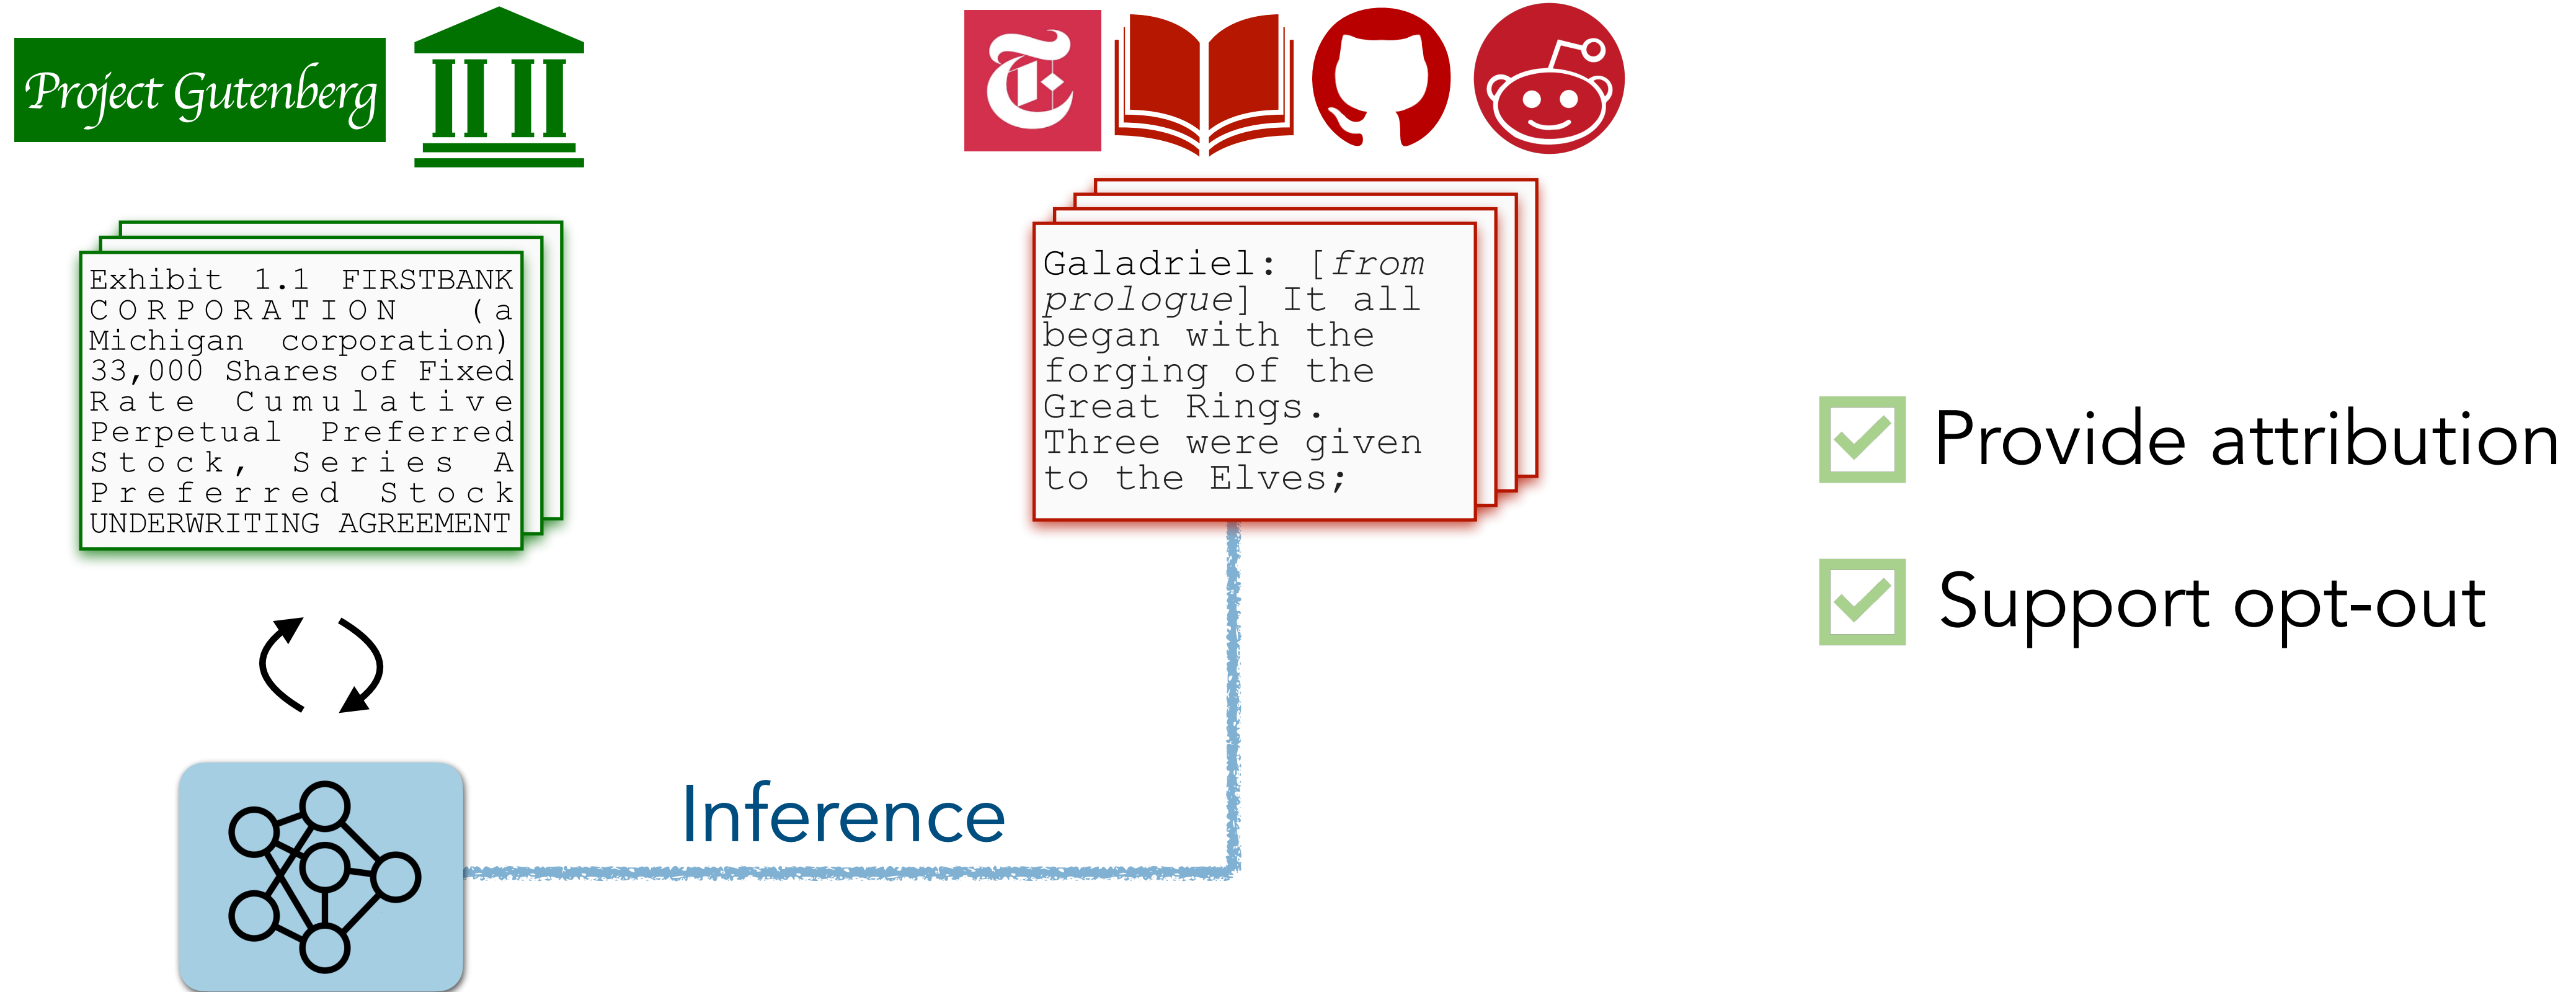 Project Gutenberg
Exhibit 1.1 FIRSTBANK
CORPORATION (a
Michigan corporation)
33,000 Shares of Fixed
Rate Cumulative
Perpetual Preferred
Stock, Series A
Preferred Stock
UNDERWRITING AGREEMENT
T
Galadriel: [from
prologue] It all
began with the
forging of the
Great Rings.
Three were given
to the Elves;
Provide attribution
Support opt-out
Inference